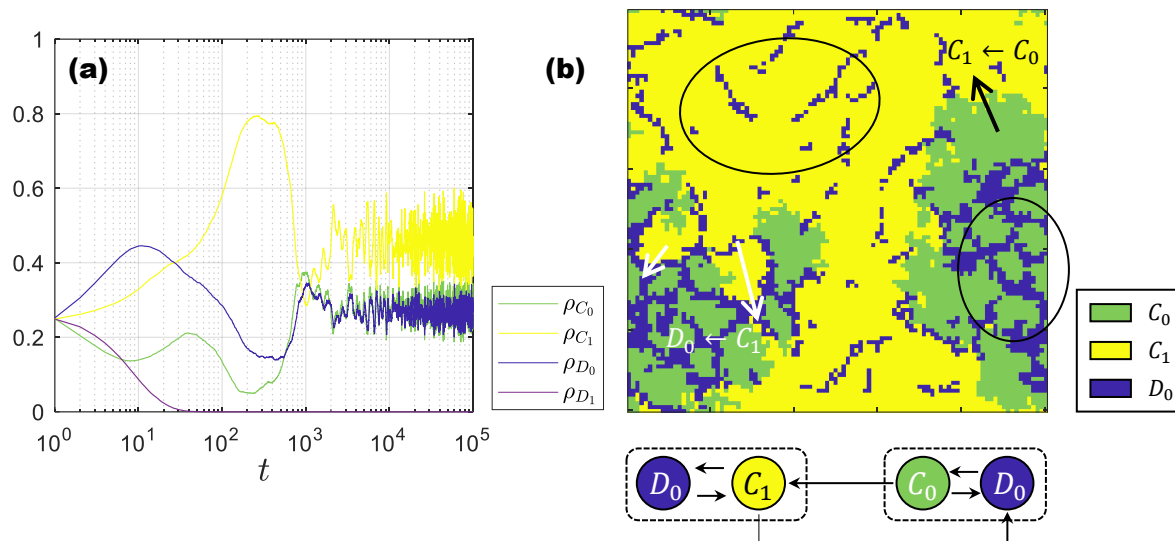 (a)
1
0.8
0.6
0.4
0.2
0
10^0
10^1
10^2
10^3
10^4
10^5
t
ρ_{C_0}
ρ_{C_1}
ρ_{D_0}
ρ_{D_1}
(b)
C_1 ← C_0
D_0 ← C_1
C_0
C_1
D_0
D_0
C_1
C_0
D_0